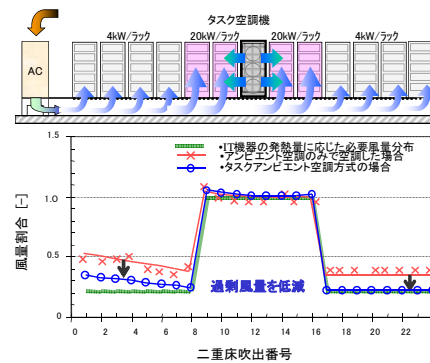 タスク空調機
4kW/ラック 20kW/ラック 20kW/ラック 4kW/ラック
AC
・IT機器の発熱量に応じた必要風量分布
・アンビエント空調のみで空調した場合
・タスクアンビエント空調方式の場合
過剰風量を低減
風量割合 [-]
1.5
1.0
0.5
0.0
0 2 4 6 8 10 12 14 16 18 20 22
二重床吹出番号